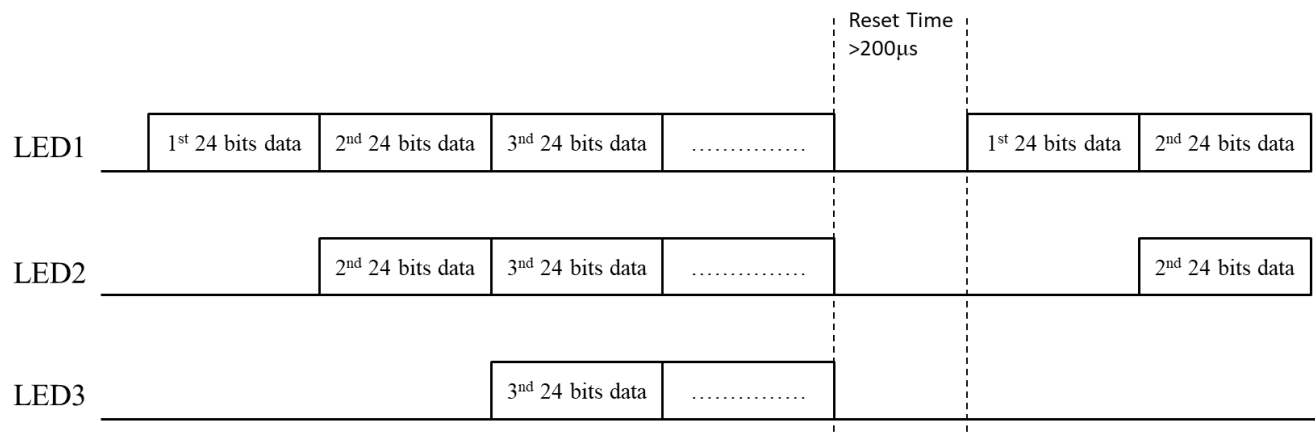 Reset Time
>200μs
LED1 1st 24 bits data 2nd 24 bits data 3rd 24 bits data ............... 1st 24 bits data 2nd 24 bits data
LED2 2nd 24 bits data 3nd 24 bits data ............... 2nd 24 bits data
LED3 3nd 24 bits data ...............